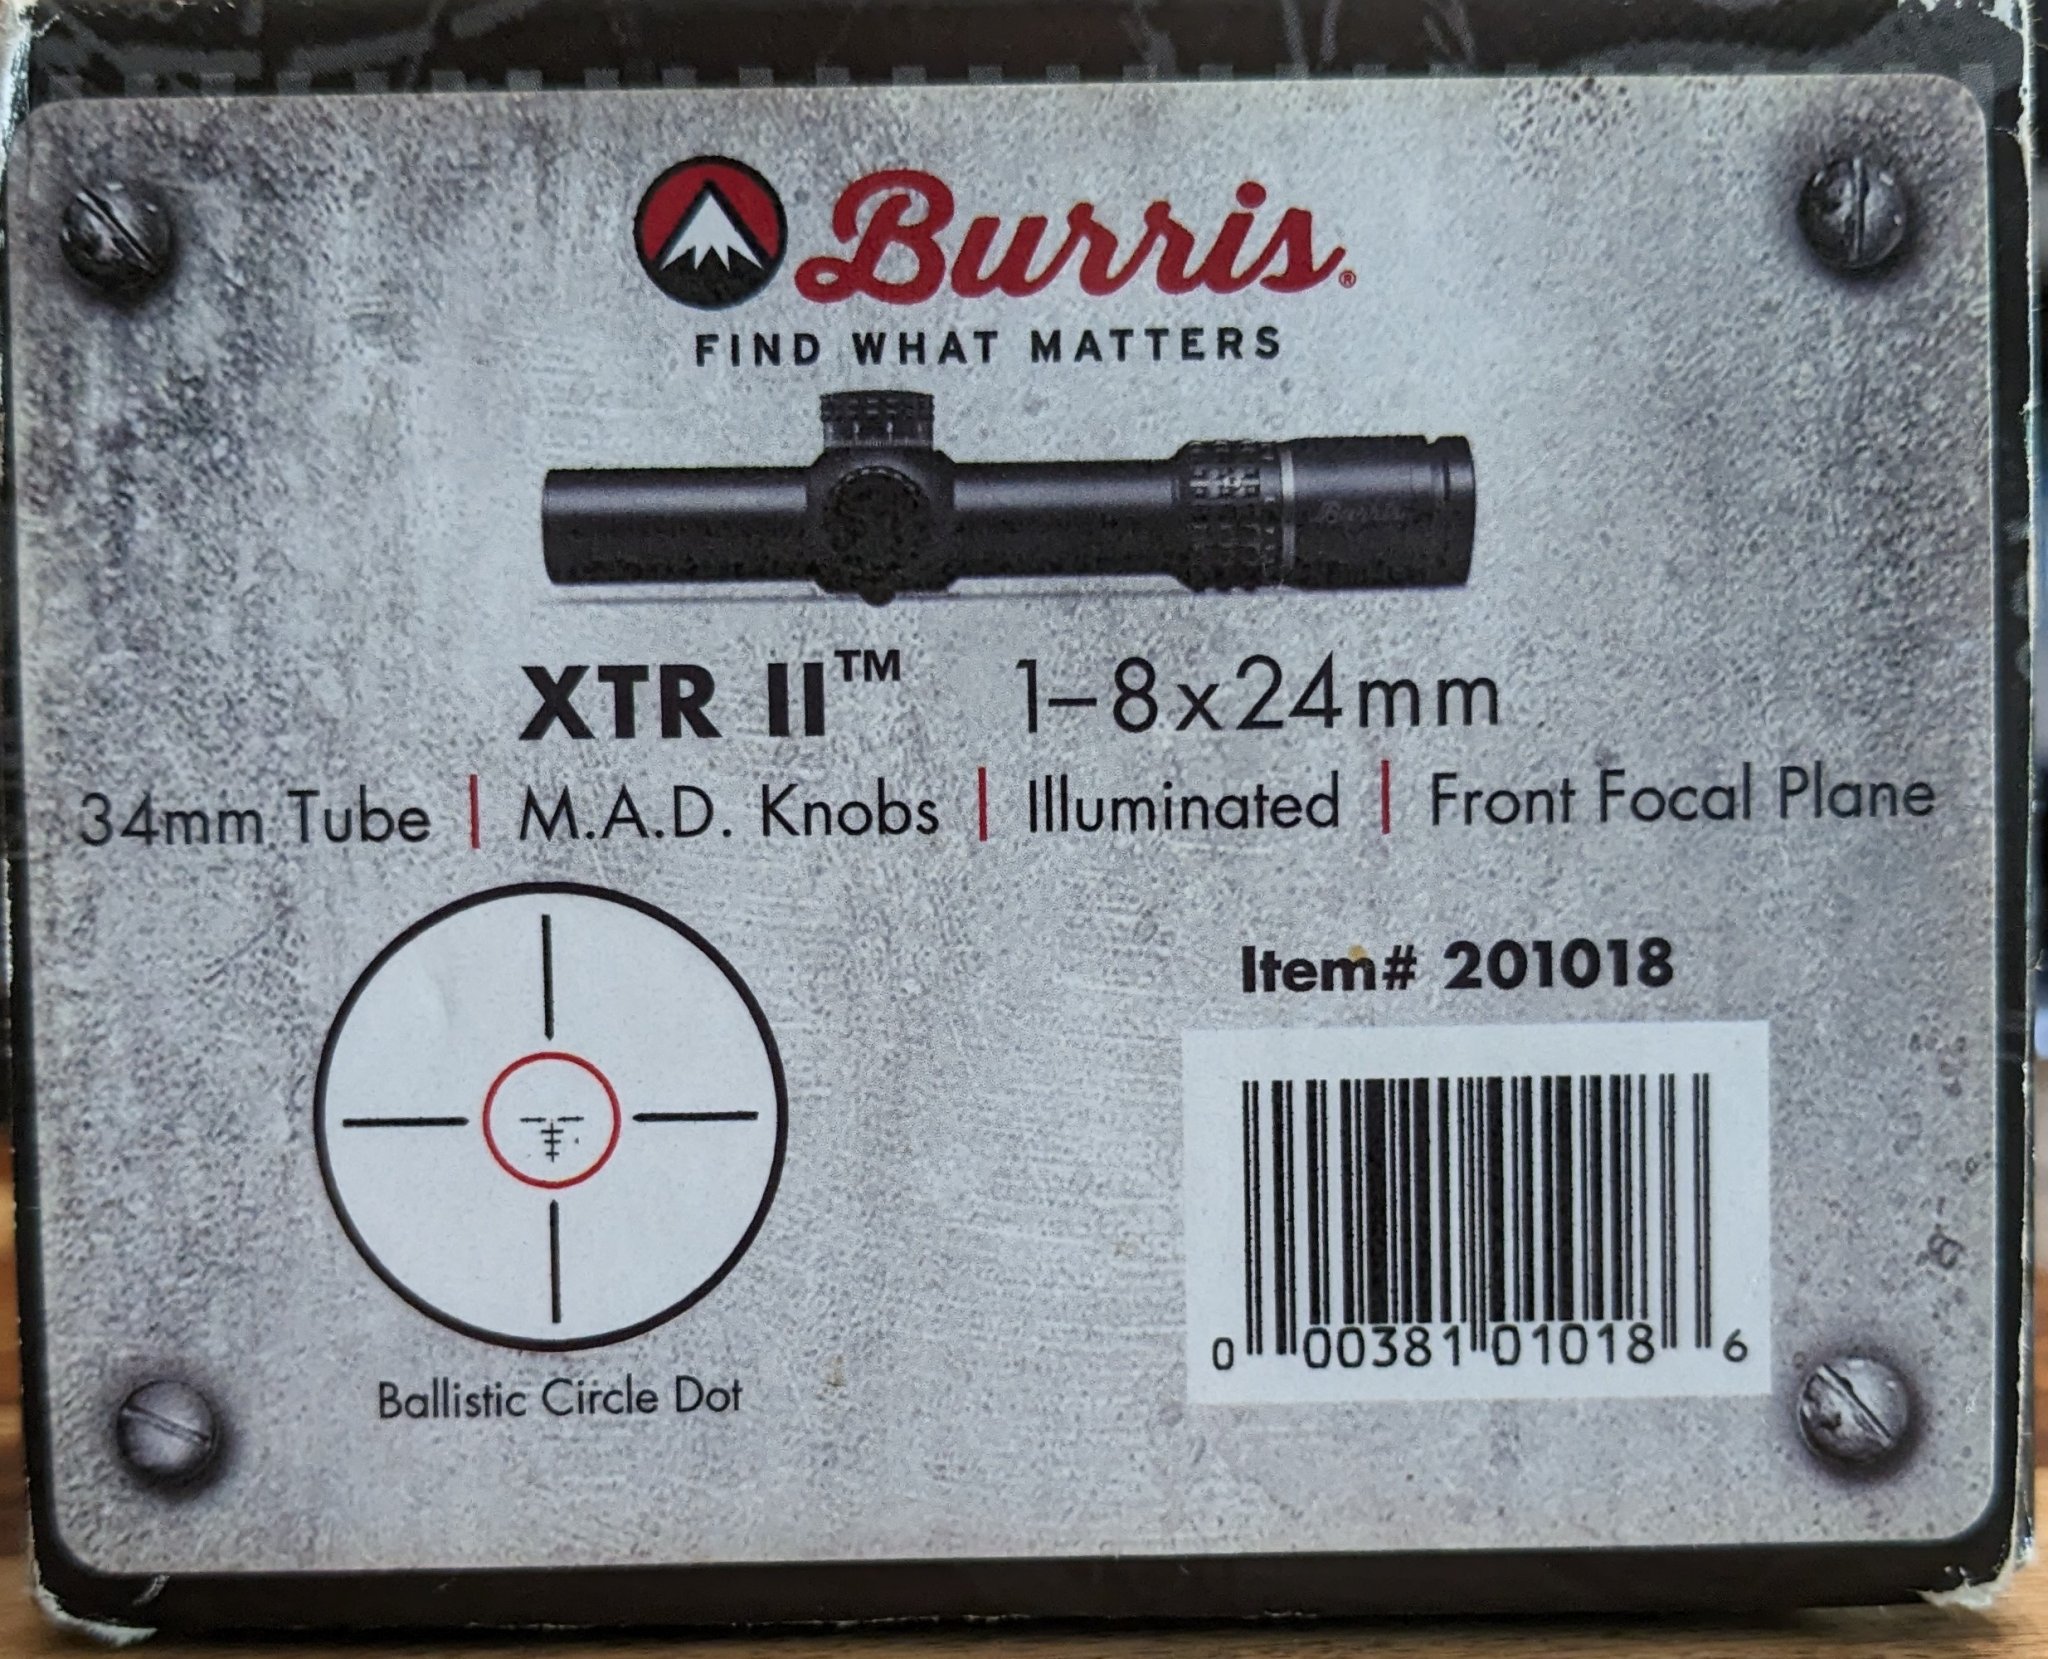 Burris®
FIND WHAT MATTERS
Burris
XTR II™ 1-8x24mm
34mm Tube | M.A.D. Knobs | Illuminated | Front Focal Plane
Item# 201018
0 00381 01018 6
Ballistic Circle Dot